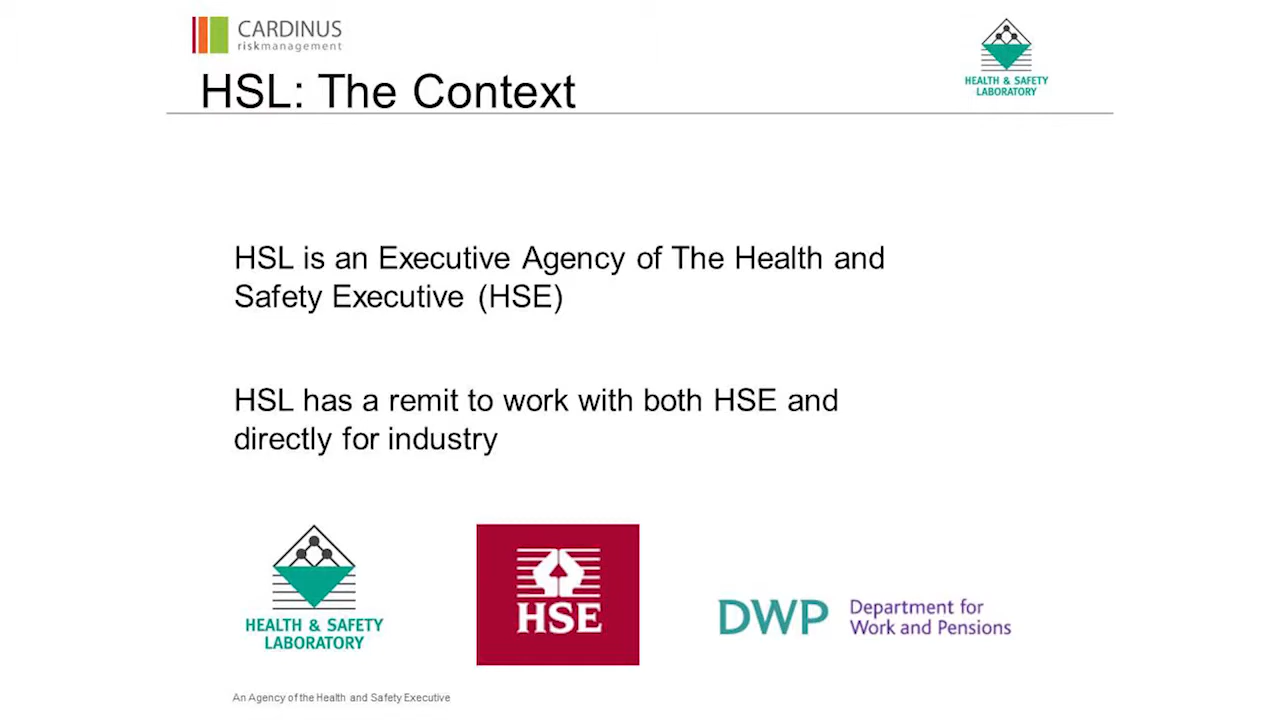 CARDINUS
riskmanagement
HEALTH & SAFETY
LABORATORY
HSL: The Context
HSL is an Executive Agency of The Health and
Safety Executive (HSE)
HSL has a remit to work with both HSE and
directly for industry
HEALTH & SAFETY
LABORATORY
HSE
DWP
Department for
Work and Pensions
An Agency of the Health and Safety Executive